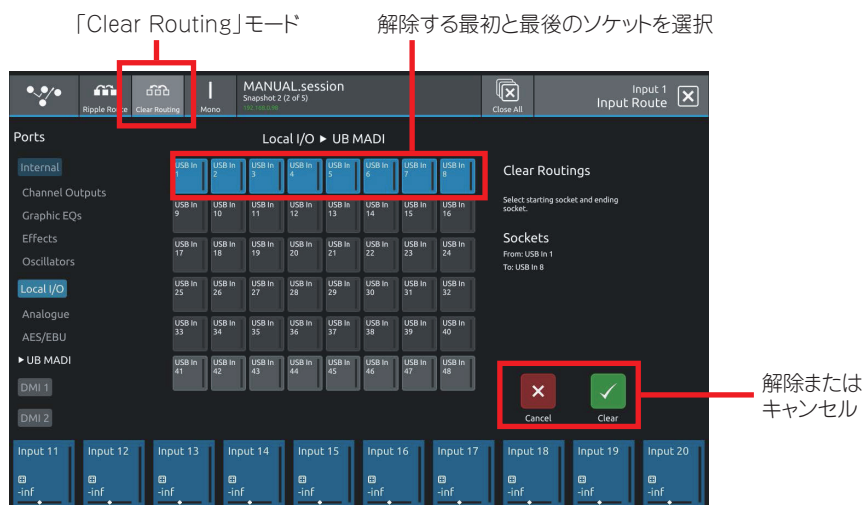 「Clear Routing」モード
解除する最初と最後のソケットを選択
Ripple Route
Clear Routing
Mono
MANUAL.session
Snapshot 2 (2 of 5)
192.168.0.98
Close All
Input 1
Input Route
Ports
Local I/O ▶ UB MADI
Internal
Channel Outputs
Graphic EQs
Effects
Oscillators
Local I/O
Analogue
AES/EBU
▶ UB MADI
DMI 1
DMI 2
USB In 1
USB In 2
USB In 3
USB In 4
USB In 5
USB In 6
USB In 7
USB In 8
USB In 9
USB In 10
USB In 11
USB In 12
USB In 13
USB In 14
USB In 15
USB In 16
USB In 17
USB In 18
USB In 19
USB In 20
USB In 21
USB In 22
USB In 23
USB In 24
USB In 25
USB In 26
USB In 27
USB In 28
USB In 29
USB In 30
USB In 31
USB In 32
USB In 33
USB In 34
USB In 35
USB In 36
USB In 37
USB In 38
USB In 39
USB In 40
USB In 41
USB In 42
USB In 43
USB In 44
USB In 45
USB In 46
USB In 47
USB In 48
Clear Routings
Select starting socket and ending
socket.
Sockets
From: USB In 1
To: USB In 8
Cancel
Clear
解除または
キャンセル
Input 11
-inf
Input 12
-inf
Input 13
-inf
Input 14
-inf
Input 15
-inf
Input 16
-inf
Input 17
-inf
Input 18
-inf
Input 19
-inf
Input 20
-inf